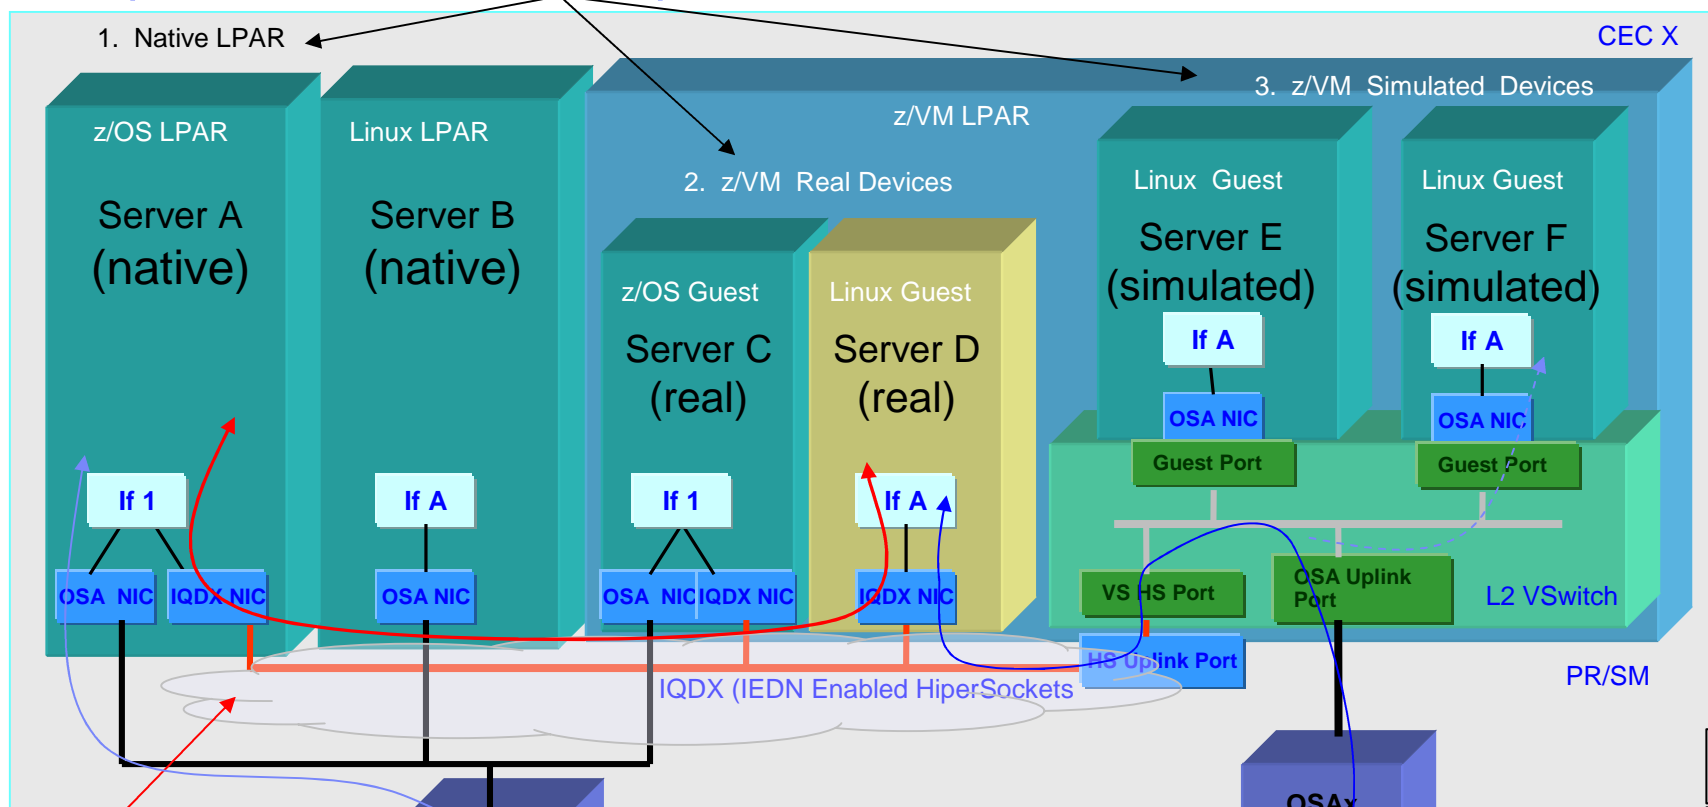 1. Native LPAR
CEC X
3. z/VM Simulated Devices
z/OS LPAR
Linux LPAR
z/VM LPAR
2. z/VM Real Devices
Linux Guest
Linux Guest
Server A
(native)
Server B
(native)
Server E
(simulated)
Server F
(simulated)
z/OS Guest
Linux Guest
Server C
(real)
Server D
(real)
If A
If A
OSA NIC
OSA NIC
Guest Port
Guest Port
If 1
If A
If 1
If A
OSA NIC
IQDX NIC
OSA NIC
OSA NIC
IQDX NIC
IQDX NIC
VS HS Port
OSA Uplink
Port
L2 VSwitch
HS Uplink Port
IQDX (IEDN Enabled HiperSockets
PR/SM
OSAx